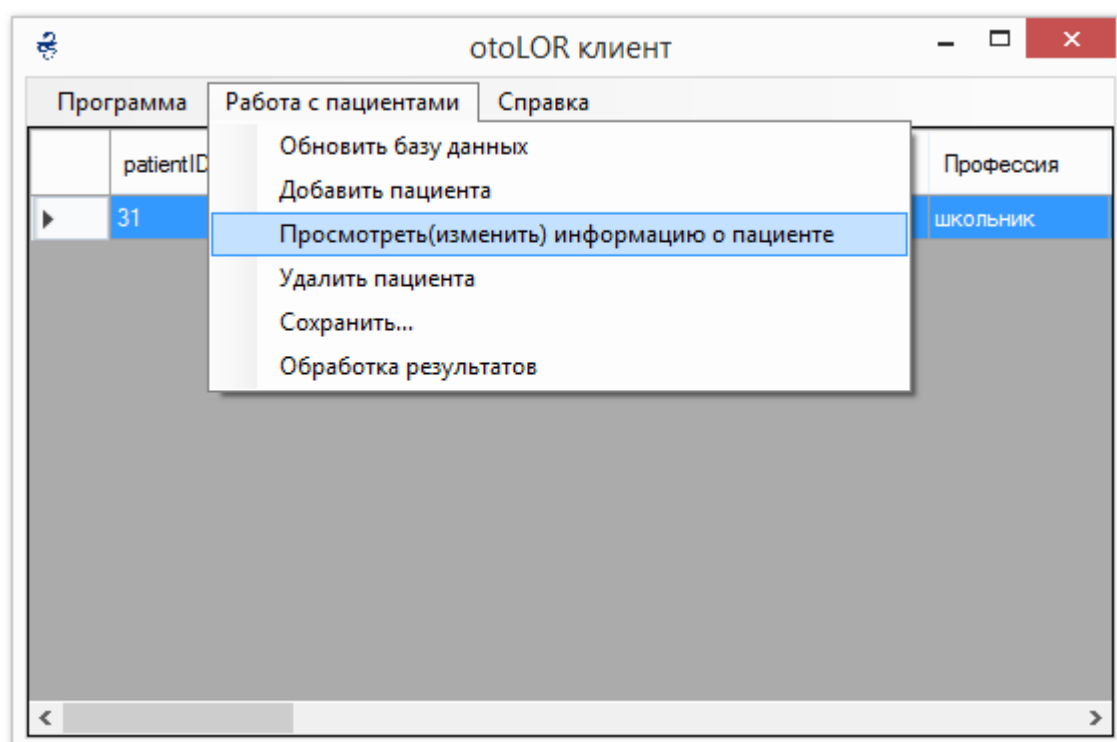 otoLOR клиент
Программа Работа с пациентами Справка
patientID Профессия
31 школьник
Обновить базу данных
Добавить пациента
Просмотреть(изменить) информацию о пациенте
Удалить пациента
Сохранить...
Обработка результатов